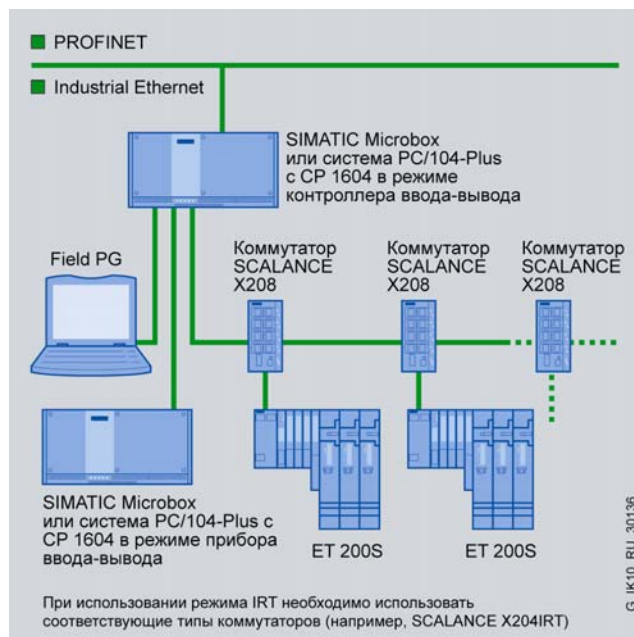 PROFINET
Industrial Ethernet
SIMATIC Microbox
или система PC/104-Plus
с CP 1604 в режиме
контроллера ввода-вывода
Field PG
Коммутатор
SCALANCE
X208
Коммутатор
SCALANCE
X208
Коммутатор
SCALANCE
X208
SIMATIC Microbox
или система PC/104-Plus с
CP 1604 в режиме прибора
ввода-вывода
ET 200S
ET 200S
G_IK10_RU_30136
При использовании режима IRT необходимо использовать
соответствующие типы коммутаторов (например, SCALANCE X204IRT)